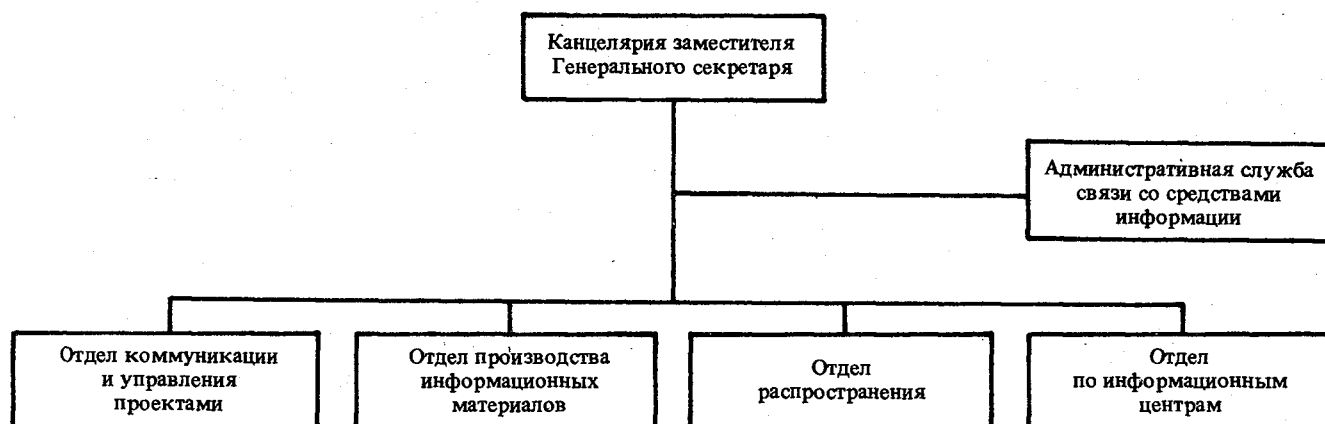 Канцелярия заместителя
Генерального секретаря
Административная служба
связи со средствами
информации
Отдел коммуникации
и управления
проектами
Отдел производства
информационных
материалов
Отдел
распространения
Отдел
по информационным
центрам